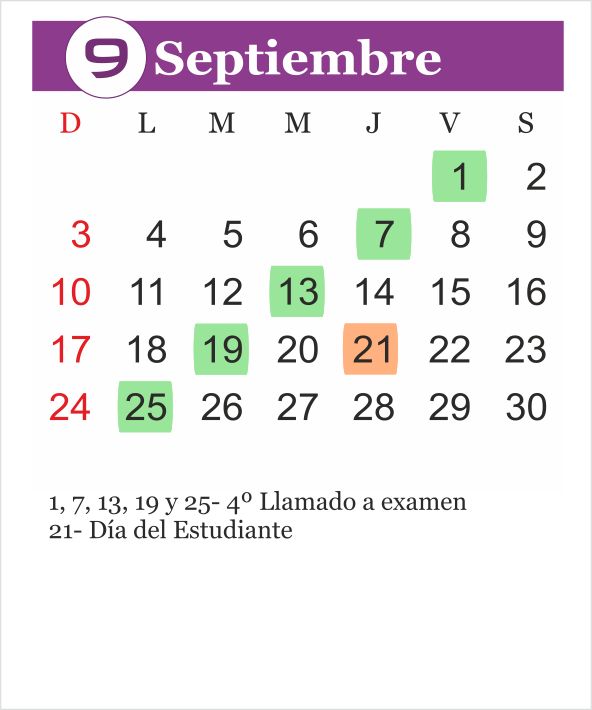 9 Septiembre
D L M M J V S
1 2
3 4 5 6 7 8 9
10 11 12 13 14 15 16
17 18 19 20 21 22 23
24 25 26 27 28 29 30
1, 7, 13, 19 y 25- 4º Llamado a examen
21- Día del Estudiante